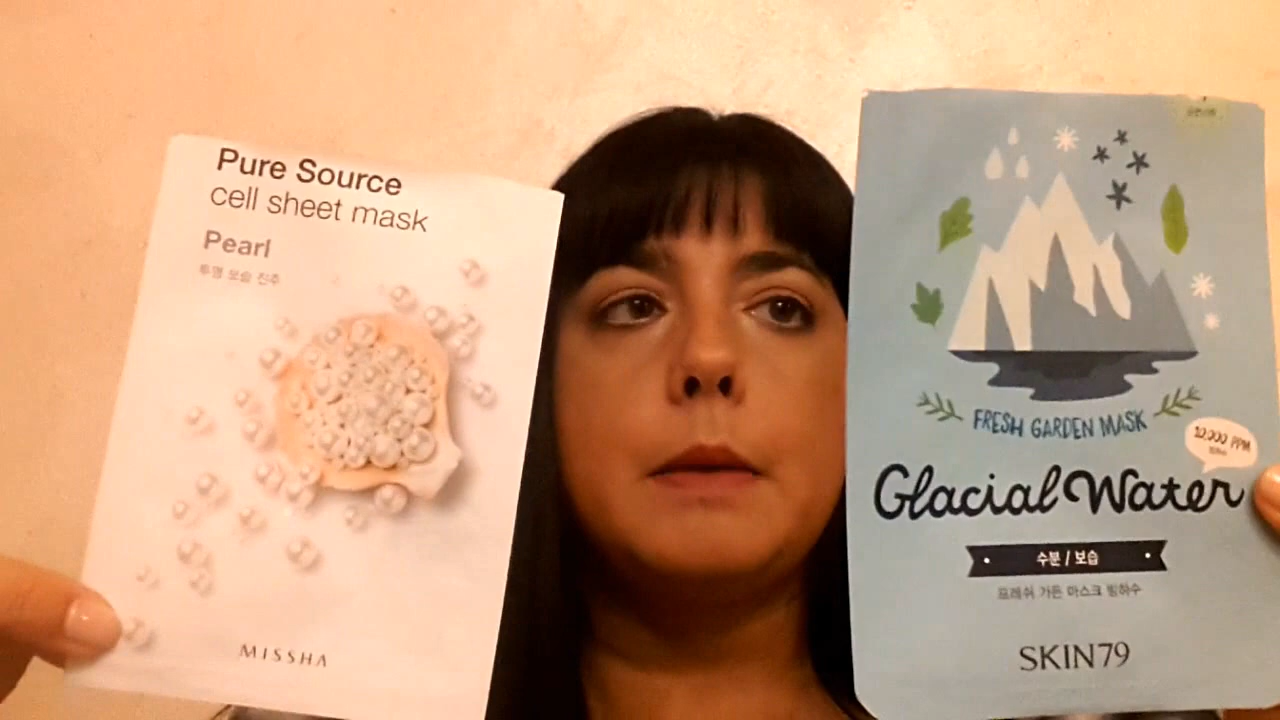 Pure Source
cell sheet mask
Pearl
투명 보습 진주
MISSHA
FRESH GARDEN MASK
10,000 PPM
Glacial Water
수분 / 보습
프레쉬 가든 마스크 빙하수
SKIN79